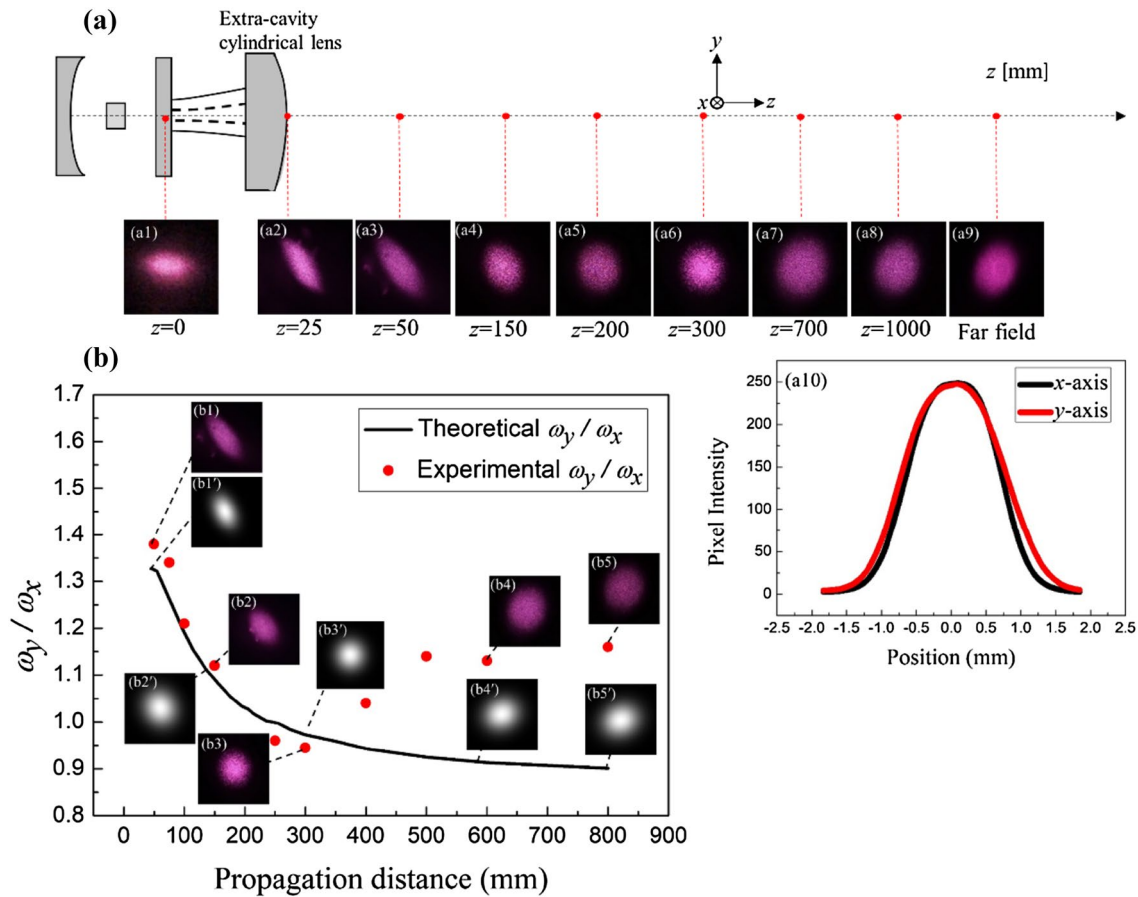 (a)
Extra-cavity
cylindrical lens
y
x
z
z [mm]
(a1)
(a2)
(a3)
(a4)
(a5)
(a6)
(a7)
(a8)
(a9)
z=0
z=25
z=50
z=150
z=200
z=300
z=700
z=1000
Far field
(b)
1.7
1.6
1.5
1.4
1.3
1.2
1.1
1.0
0.9
0.8
ωy / ωx
Theoretical ωy / ωx
Experimental ωy / ωx
(b1)
(b1′)
(b2)
(b2′)
(b3′)
(b3)
(b4)
(b4′)
(b5)
(b5′)
0 100 200 300 400 500 600 700 800 900
Propagation distance (mm)
(a10)
x-axis
y-axis
250
200
150
100
50
0
Pixel Intensity
-2.5 -2.0 -1.5 -1.0 -0.5 0.0 0.5 1.0 1.5 2.0 2.5
Position (mm)